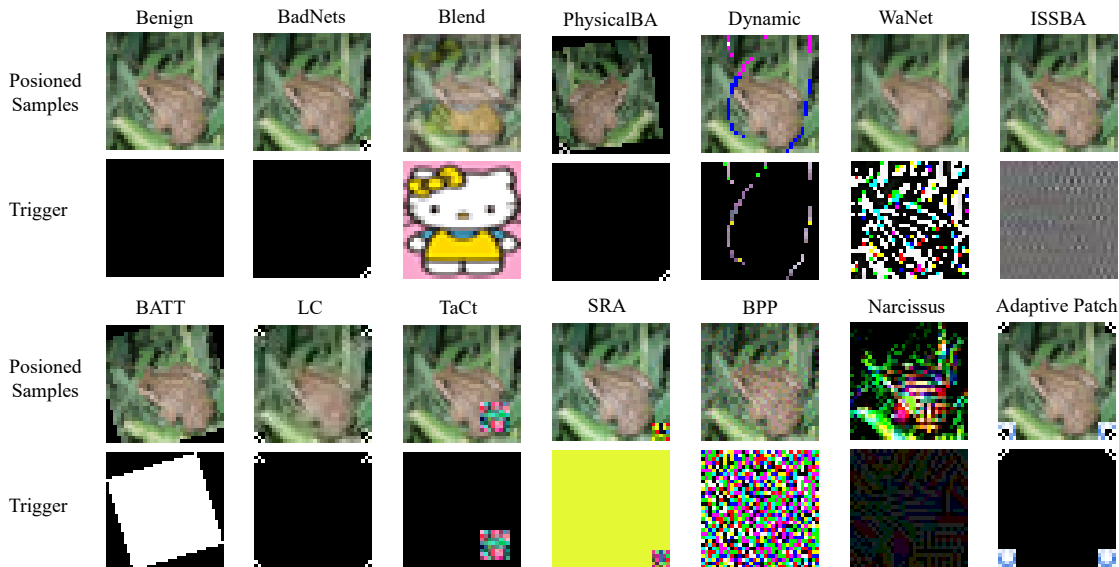 Benign BadNets Blend PhysicalBA Dynamic WaNet ISSBA
Posioned
Samples
Trigger
BATT LC TaCt SRA BPP Narcissus Adaptive Patch
Posioned
Samples
Trigger